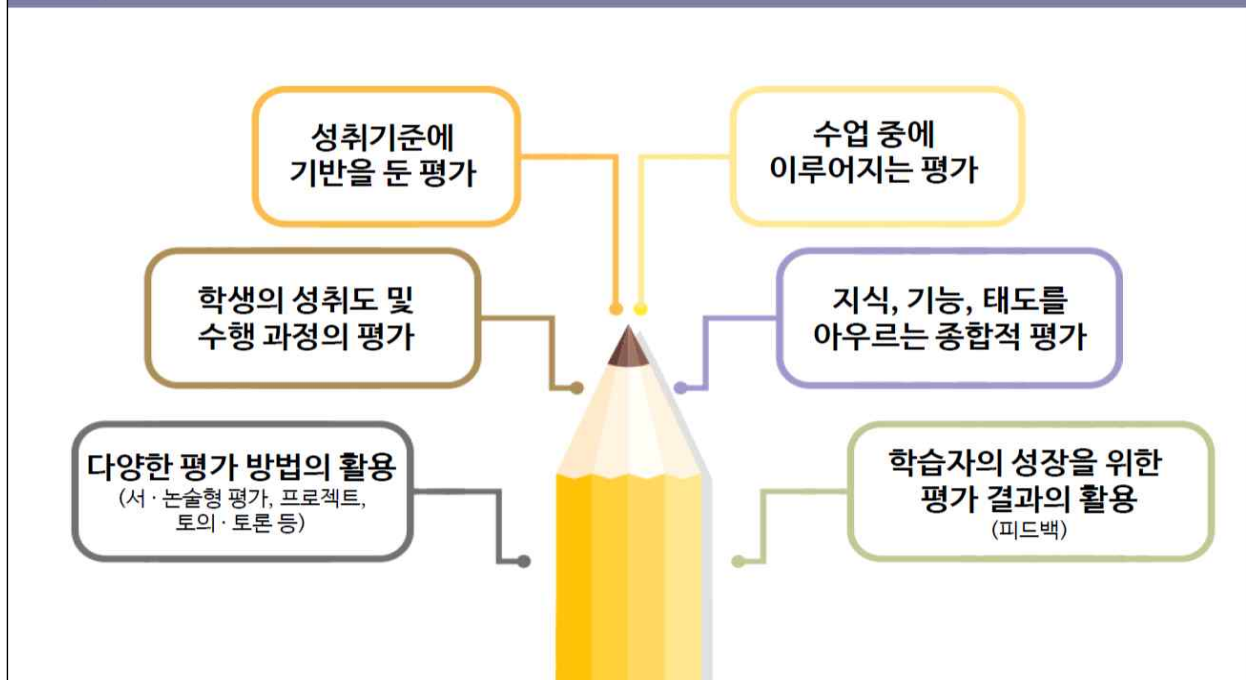 성취기준에
기반을 둔 평가
수업 중에
이루어지는 평가
학생의 성취도 및
수행 과정의 평가
지식, 기능, 태도를
아우르는 종합적 평가
다양한 평가 방법의 활용
(서 · 논술형 평가, 프로젝트,
토의 · 토론 등)
학습자의 성장을 위한
평가 결과의 활용
(피드백)